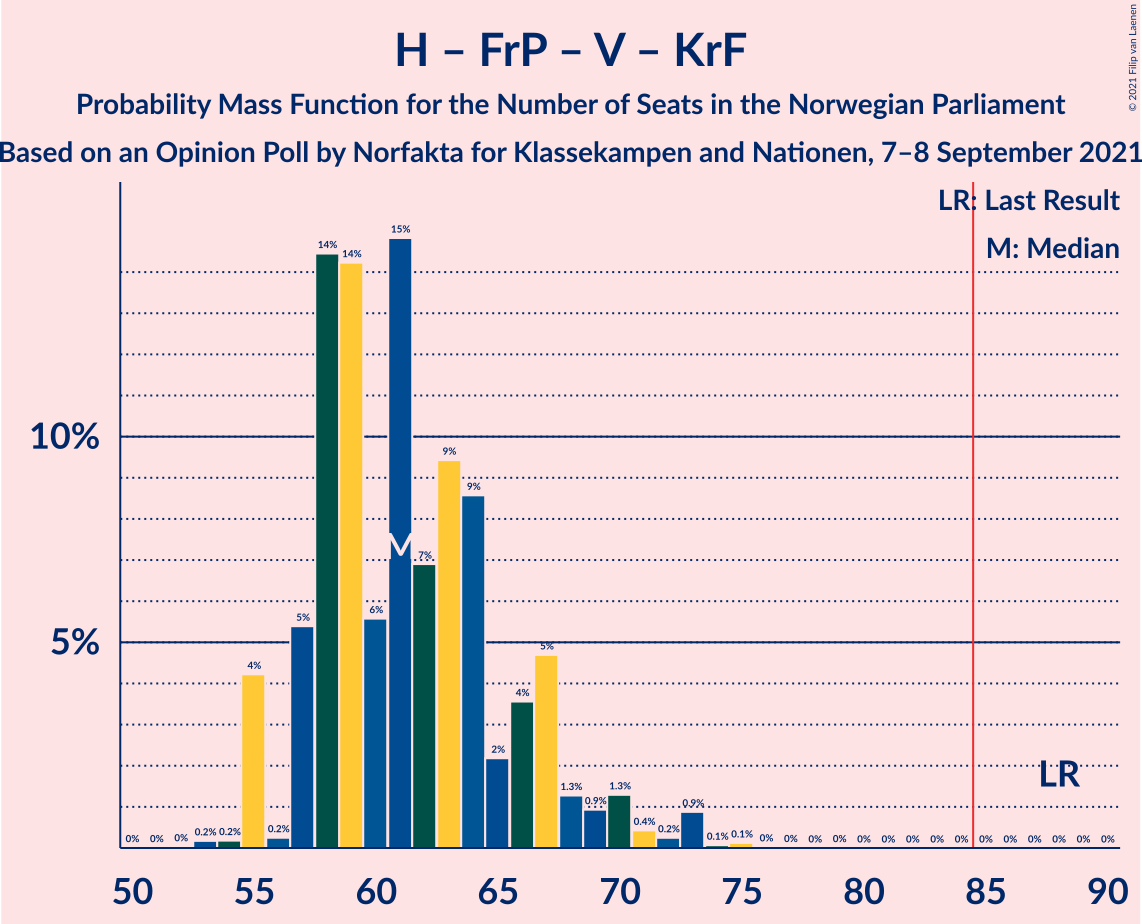 H – FrP – V – KrF
Probability Mass Function for the Number of Seats in the Norwegian Parliament
Based on an Opinion Poll by Norfakta for Klassekampen and Nationen, 7–8 September 2021
© 2021 Filip van Laenen
LR: Last Result
M: Median
10%
5%
0% 0% 0% 0.2% 0.2% 4% 0.2% 5% 14% 14% 6% 15% 7% 9% 9% 2% 4% 5% 1.3% 0.9% 1.3% 0.4% 0.2% 0.9% 0.1% 0.1% 0% 0% 0% 0% 0% 0% 0% 0% 0% 0% 0% 0% 0% 0% 0%
M
LR
50 55 60 65 70 75 80 85 90